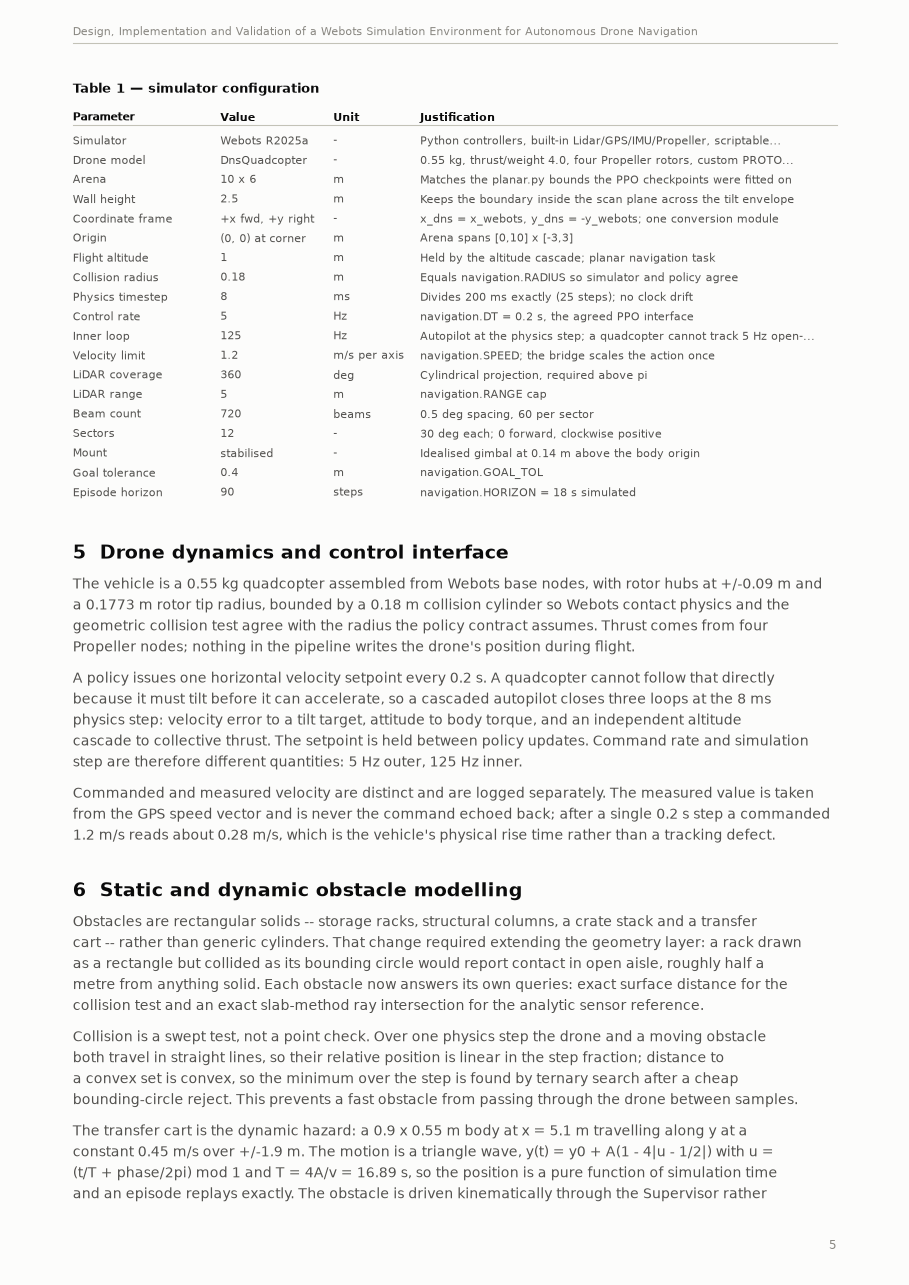 Design, Implementation and Validation of a Webots Simulation Environment for Autonomous Drone Navigation
Table 1 — simulator configuration
Parameter Value Unit Justification
Simulator Webots R2025a - Python controllers, built-in Lidar/GPS/IMU/Propeller, scriptable...
Drone model DnsQuadcopter - 0.55 kg, thrust/weight 4.0, four Propeller rotors, custom PROTO...
Arena 10 x 6 m Matches the planar.py bounds the PPO checkpoints were fitted on
Wall height 2.5 m Keeps the boundary inside the scan plane across the tilt envelope
Coordinate frame +x fwd, +y right - x_dns = x_webots, y_dns = -y_webots; one conversion module
Origin (0, 0) at corner m Arena spans [0,10] x [-3,3]
Flight altitude 1 m Held by the altitude cascade; planar navigation task
Collision radius 0.18 m Equals navigation.RADIUS so simulator and policy agree
Physics timestep 8 ms Divides 200 ms exactly (25 steps); no clock drift
Control rate 5 Hz navigation.DT = 0.2 s, the agreed PPO interface
Inner loop 125 Hz Autopilot at the physics step; a quadcopter cannot track 5 Hz open-...
Velocity limit 1.2 m/s per axis navigation.SPEED; the bridge scales the action once
LiDAR coverage 360 deg Cylindrical projection, required above pi
LiDAR range 5 m navigation.RANGE cap
Beam count 720 beams 0.5 deg spacing, 60 per sector
Sectors 12 - 30 deg each; 0 forward, clockwise positive
Mount stabilised - Idealised gimbal at 0.14 m above the body origin
Goal tolerance 0.4 m navigation.GOAL_TOL
Episode horizon 90 steps navigation.HORIZON = 18 s simulated
5 Drone dynamics and control interface
The vehicle is a 0.55 kg quadcopter assembled from Webots base nodes, with rotor hubs at +/-0.09 m and
a 0.1773 m rotor tip radius, bounded by a 0.18 m collision cylinder so Webots contact physics and the
geometric collision test agree with the radius the policy contract assumes. Thrust comes from four
Propeller nodes; nothing in the pipeline writes the drone's position during flight.
A policy issues one horizontal velocity setpoint every 0.2 s. A quadcopter cannot follow that directly
because it must tilt before it can accelerate, so a cascaded autopilot closes three loops at the 8 ms
physics step: velocity error to a tilt target, attitude to body torque, and an independent altitude
cascade to collective thrust. The setpoint is held between policy updates. Command rate and simulation
step are therefore different quantities: 5 Hz outer, 125 Hz inner.
Commanded and measured velocity are distinct and are logged separately. The measured value is taken
from the GPS speed vector and is never the command echoed back; after a single 0.2 s step a commanded
1.2 m/s reads about 0.28 m/s, which is the vehicle's physical rise time rather than a tracking defect.
6 Static and dynamic obstacle modelling
Obstacles are rectangular solids -- storage racks, structural columns, a crate stack and a transfer
cart -- rather than generic cylinders. That change required extending the geometry layer: a rack drawn
as a rectangle but collided as its bounding circle would report contact in open aisle, roughly half a
metre from anything solid. Each obstacle now answers its own queries: exact surface distance for the
collision test and an exact slab-method ray intersection for the analytic sensor reference.
Collision is a swept test, not a point check. Over one physics step the drone and a moving obstacle
both travel in straight lines, so their relative position is linear in the step fraction; distance to
a convex set is convex, so the minimum over the step is found by ternary search after a cheap
bounding-circle reject. This prevents a fast obstacle from passing through the drone between samples.
The transfer cart is the dynamic hazard: a 0.9 x 0.55 m body at x = 5.1 m travelling along y at a
constant 0.45 m/s over +/-1.9 m. The motion is a triangle wave, y(t) = y0 + A(1 - 4|u - 1/2|) with u =
(t/T + phase/2pi) mod 1 and T = 4A/v = 16.89 s, so the position is a pure function of simulation time
and an episode replays exactly. The obstacle is driven kinematically through the Supervisor rather
5